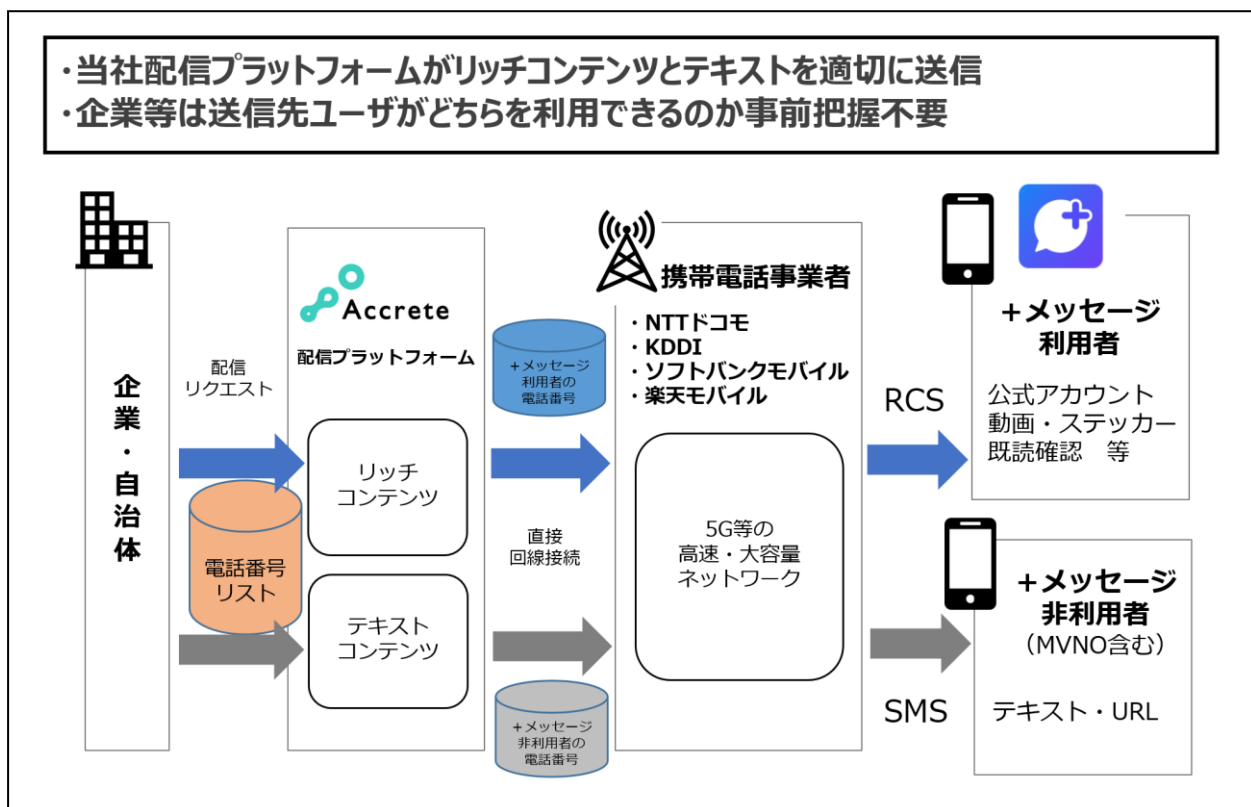 ・当社配信プラットフォームがリッチコンテンツとテキストを適切に送信
・企業等は送信先ユーザがどちらを利用できるのか事前把握不要
企業・自治体
配信
リクエスト
電話番号
リスト
Accrete
配信プラットフォーム
リッチ
コンテンツ
テキスト
コンテンツ
＋メッセージ
利用者の
電話番号
直接
回線接続
＋メッセージ
非利用者の
電話番号
携帯電話事業者
・NTTドコモ
・KDDI
・ソフトバンクモバイル
・楽天モバイル
5G等の
高速・大容量
ネットワーク
RCS
SMS
＋メッセージ
利用者
公式アカウント
動画・ステッカー
既読確認　等
＋メッセージ
非利用者
（MVNO含む）
テキスト・URL